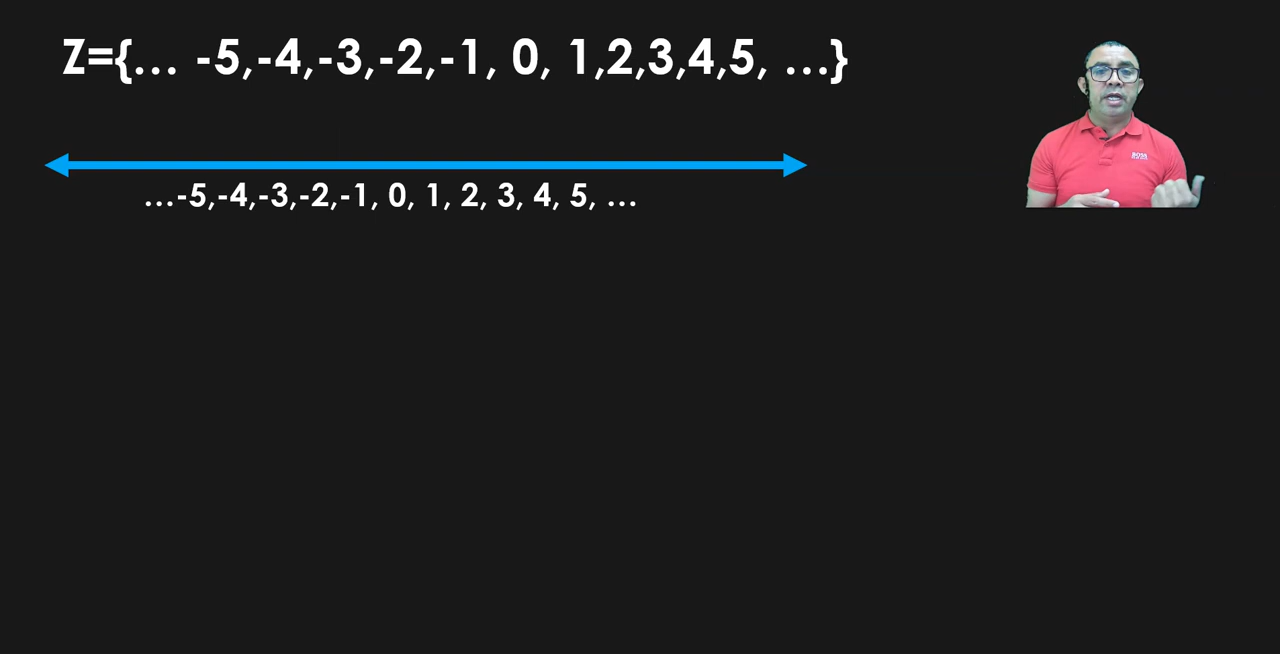 Z={... -5,-4,-3,-2,-1, 0, 1,2,3,4,5, ...}
...-5,-4,-3,-2,-1, 0, 1, 2, 3, 4, 5, ...
BOSS